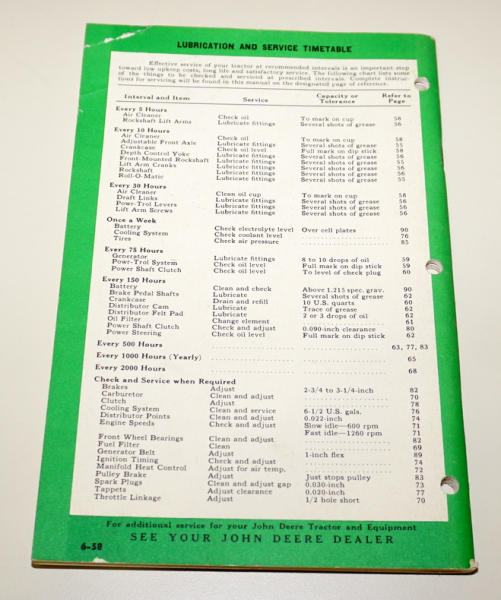 LUBRICATION AND SERVICE TIMETABLE
Effective service of your tractor at recommended intervals is an important step
toward low upkeep costs, long life and satisfactory service. The following chart lists some
of the things to be checked and serviced at prescribed intervals. Complete instruc-
tions for servicing will be found in this manual on the designated page of reference.
Interval and Item Service Capacity or Tolerance Refer to Page
Every 5 Hours
Air Cleaner Check oil To mark on cup 58
Rockshaft Lift Arms Lubricate fittings Several shots of grease 56
Every 10 Hours
Air Cleaner Check oil To mark on cup 58
Adjustable Front Axle Lubricate fittings Several shots of grease 55
Crankcase Check oil level Full mark on dip stick 58
Depth Control Yoke Lubricate fittings Several shots of grease 56
Front-Mounted Rockshaft Lubricate fittings Several shots of grease 55
Lift Arm Cranks Lubricate fittings Several shots of grease 56
Rockshaft Lubricate fittings Several shots of grease 56
Roll-O-Matic Lubricate fittings Several shots of grease 55
Every 30 Hours
Air Cleaner Clean oil cup To mark on cup 58
Draft Links Lubricate fittings Several shots of grease 56
Powr-Trol Levers Lubricate fittings Several shots of grease 56
Lift Arm Screws Lubricate fittings Several shots of grease 56
Once a Week
Battery Check electrolyte level Over cell plates 90
Cooling System Check coolant level 76
Tires Check air pressure 85
Every 75 Hours
Generator Lubricate fittings 8 to 10 drops of oil 59
Powr-Trol System Check oil level Full mark on dip stick 59
Power Shaft Clutch Check oil level To level of check plug 60
Every 150 Hours
Battery Clean and check Above 1.215 spec. grav. 90
Brake Pedal Shafts Lubricate Several shots of grease 62
Crankcase Drain and refill 10 U.S. quarts 60
Distributor Cam Lubricate Trace of grease 62
Distributor Felt Pad Lubricate 2 or 3 drops of oil 62
Oil Filter Change element 61
Power Shaft Clutch Check and adjust 0.090-inch clearance 80
Power Steering Check oil level Full mark on dip stick 62
Every 500 Hours 63, 77, 83
Every 1000 Hours (Yearly) 65
Every 2000 Hours 68
Check and Service when Required
Brakes Adjust 2-3/4 to 3-1/4-inch 82
Carburetor Clean and adjust 70
Clutch Adjust 78
Cooling System Clean and service 6-1/2 U.S. gals. 76
Distributor Points Clean and adjust 0.022-inch 74
Engine Speeds Check and adjust Slow idle—600 rpm 71
Fast idle—1260 rpm 71
Front Wheel Bearings Clean and adjust 82
Fuel Filter Clean 69
Generator Belt Adjust 1-inch flex 89
Ignition Timing Check and adjust 74
Manifold Heat Control Adjust for air temp. 72
Pulley Brake Adjust Just stops pulley 83
Spark Plugs Clean and adjust gap 0.030-inch 73
Tappets Adjust clearance 0.020-inch 77
Throttle Linkage Adjust 1/2 hole short 70
For additional service for your John Deere Tractor and Equipment
SEE YOUR JOHN DEERE DEALER
6-58